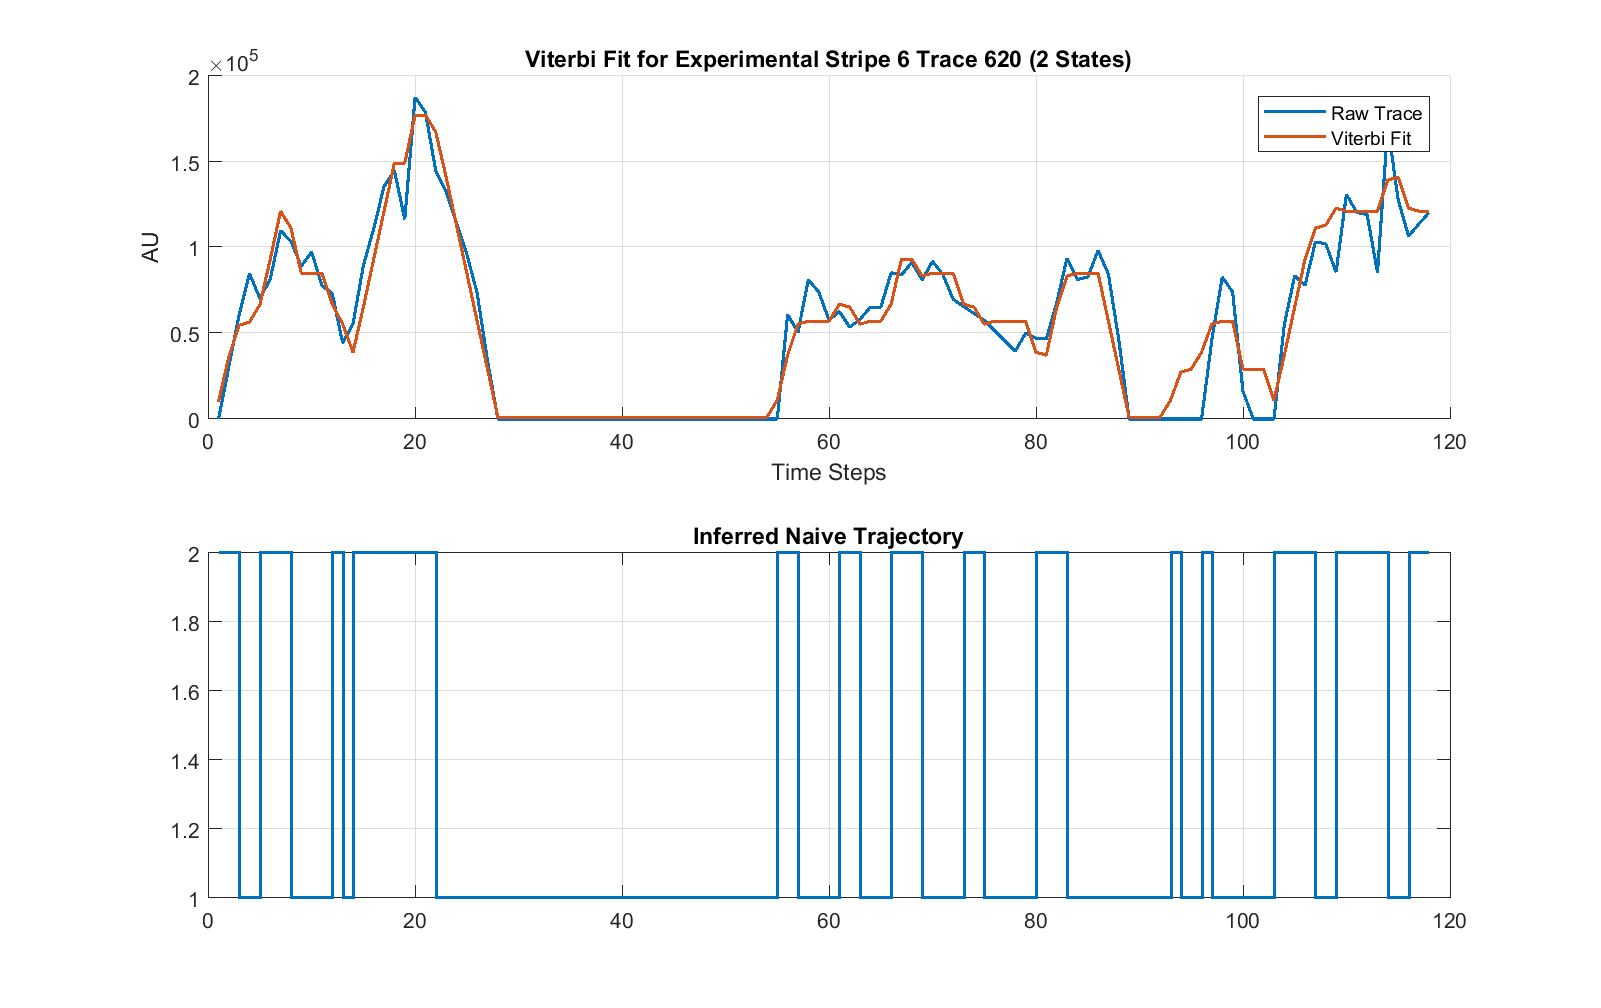 Viterbi Fit for Experimental Stripe 6 Trace 620 (2 States)
×10^5
2
1.5
1
0.5
0
AU
Raw Trace
Viterbi Fit
0 20 40 60 80 100 120
Time Steps
Inferred Naive Trajectory
2
1.8
1.6
1.4
1.2
1
0 20 40 60 80 100 120